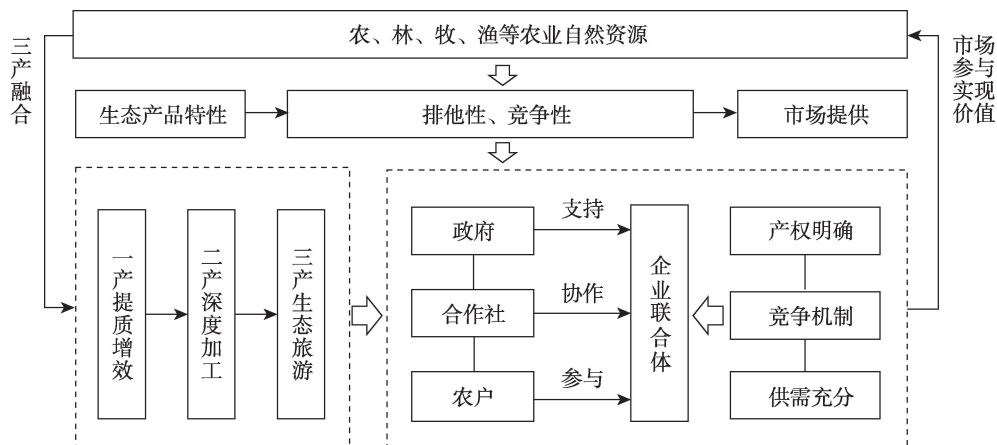 农、林、牧、渔等农业自然资源
三产融合
市场
参与
实现
价值
生态产品特性
排他性、竞争性
市场提供
一产提质增效
二产深度加工
三产生态旅游
政府
合作社
农户
支持
协作
参与
企业联合体
产权明确
竞争机制
供需充分